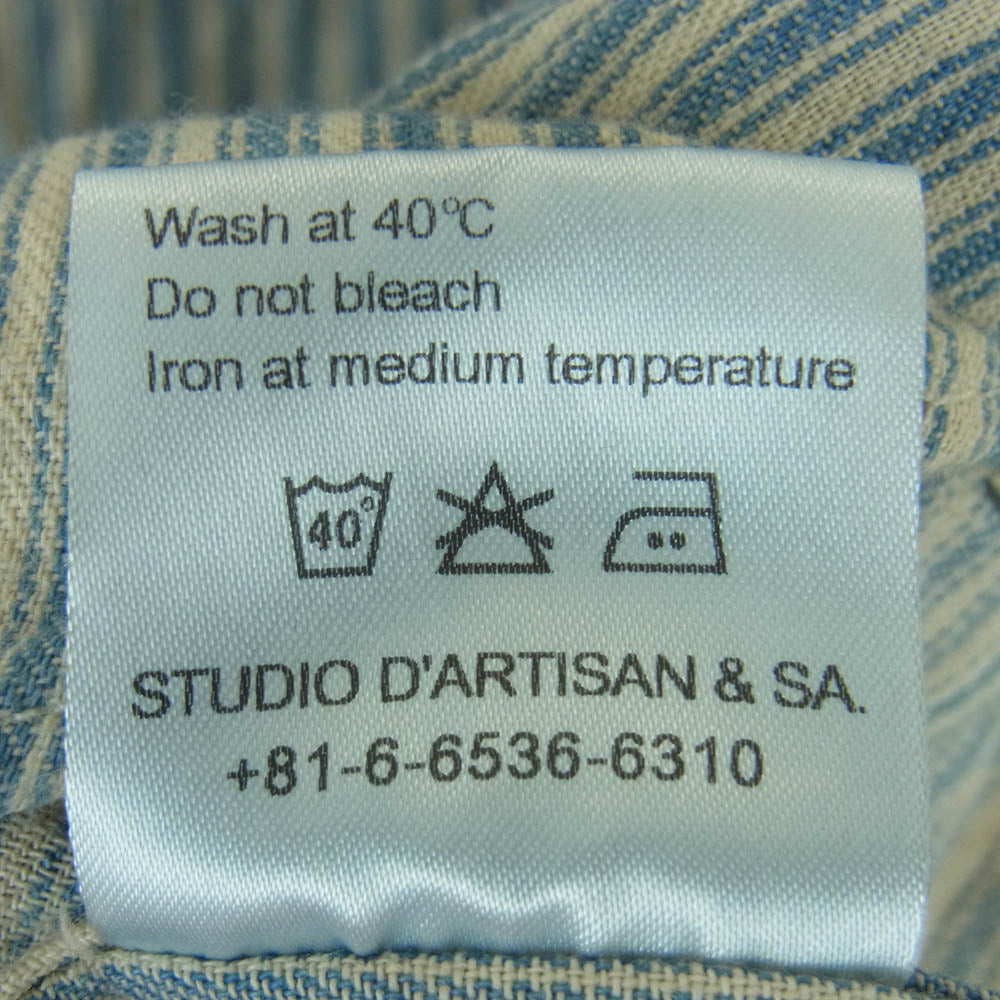 Wash at 40°C
Do not bleach
Iron at medium temperature
40°
STUDIO D'ARTISAN & SA.
+81-6-6536-6310